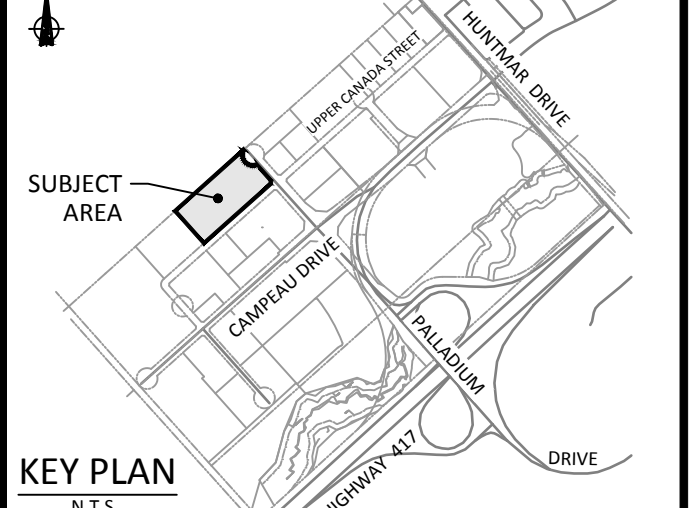 HUNTMAR DRIVE
UPPER CANADA STREET
SUBJECT
AREA
CAMPEAU DRIVE
PALLADIUM
DRIVE
HIGHWAY 417
KEY PLAN
N.T.S.